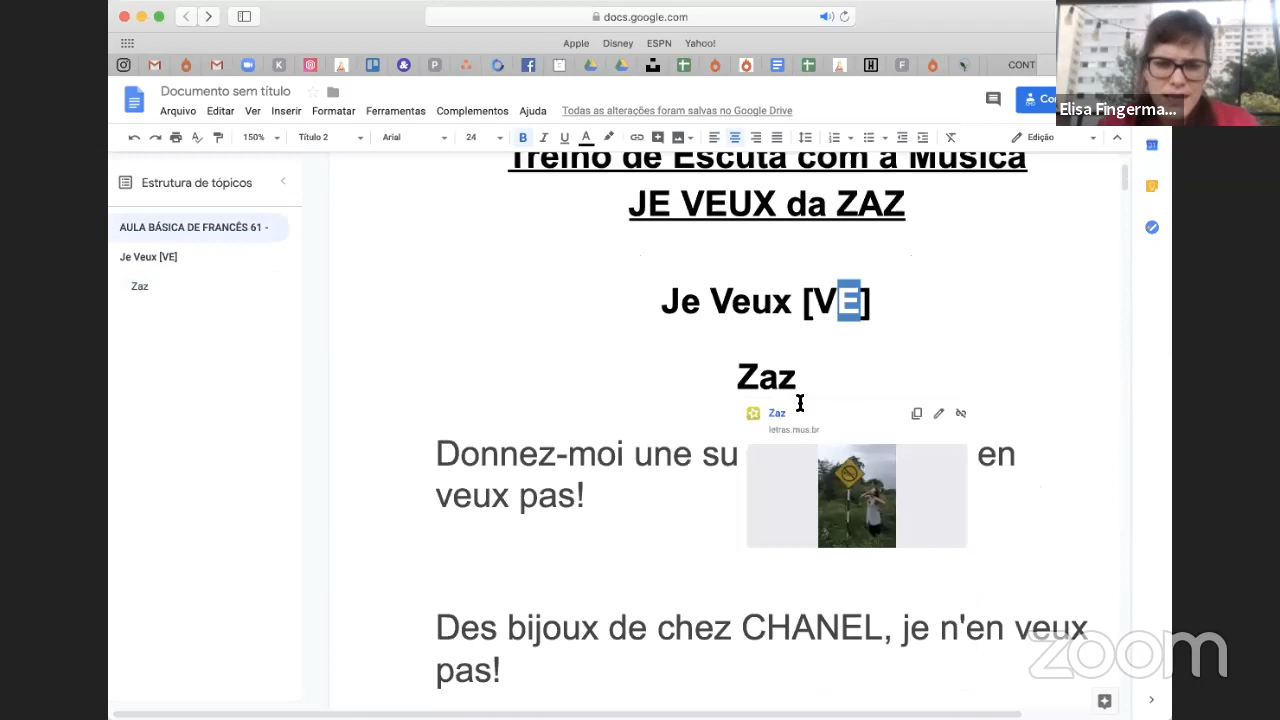 docs.google.com
Apple Disney ESPN Yahoo!
CONT
Documento sem título
Arquivo Editar Ver Inserir Formatar Ferramentas Complementos Ajuda Todas as alterações foram salvas no Google Drive
Elisa Fingerma...
150% Título 2 Arial 24 B I U A Edição
Estrutura de tópicos
AULA BÁSICA DE FRANCÊS 61 -
Je Veux [VE]
Zaz
Treino de Escuta com a Música
JE VEUX da ZAZ
Je Veux [VE]
Zaz
Zaz
letras.mus.br
Donnez-moi une su en
veux pas!
Des bijoux de chez CHANEL, je n'en veux
pas!
zoom